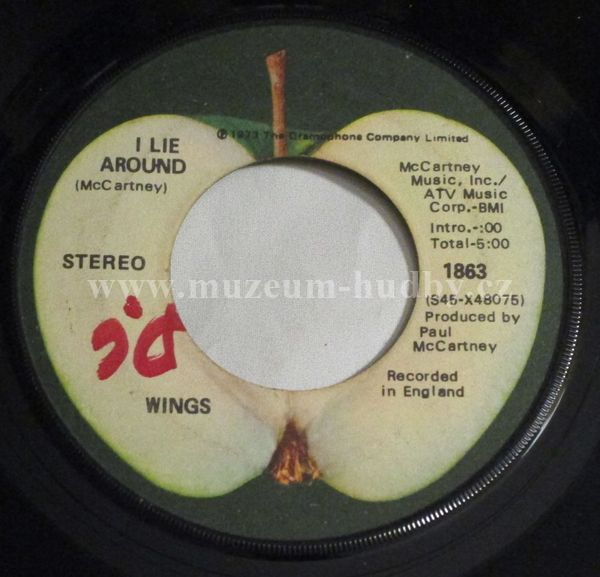 ℗ 1973 The Gramophone Company Limited
I LIE
AROUND
(McCartney)
STEREO
WINGS
McCartney
Music, Inc./
ATV Music
Corp.-BMI
Intro.-:00
Total-5:00
1863
(S45-X48075)
Produced by
Paul
McCartney
Recorded
in England
www.muzeum-hudby.cz